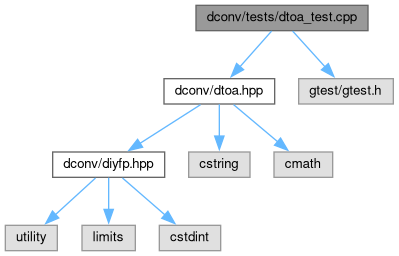 dconv/tests/dtoa_test.cpp
dconv/dtoa.hpp
gtest/gtest.h
dconv/diyfp.hpp
cstring
cmath
utility
limits
cstdint